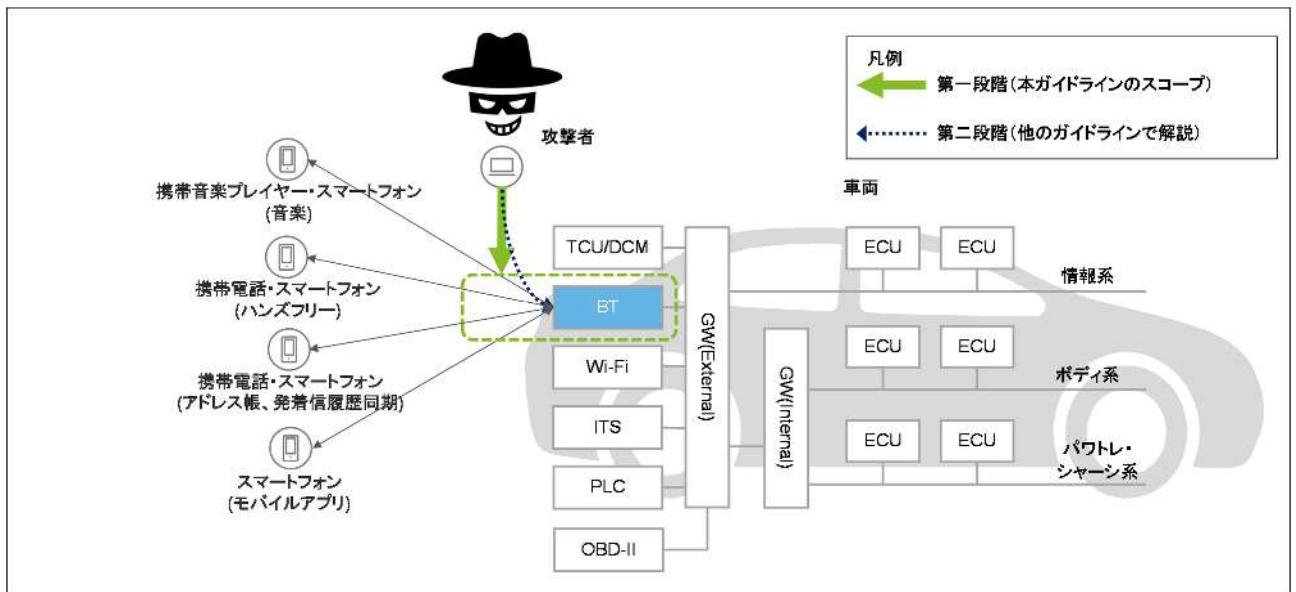 凡例
第一段階(本ガイドラインのスコープ)
第二段階(他のガイドラインで解説)
攻撃者
車両
携帯音楽プレイヤー・スマートフォン
(音楽)
携帯電話・スマートフォン
(ハンズフリー)
携帯電話・スマートフォン
(アドレス帳、発着信履歴同期)
スマートフォン
(モバイルアプリ)
TCU/DCM
BT
Wi-Fi
ITS
PLC
OBD-II
GW(External)
GW(Internal)
ECU
ECU
情報系
ECU
ECU
ボディ系
ECU
ECU
パワトレ・
シャーシ系